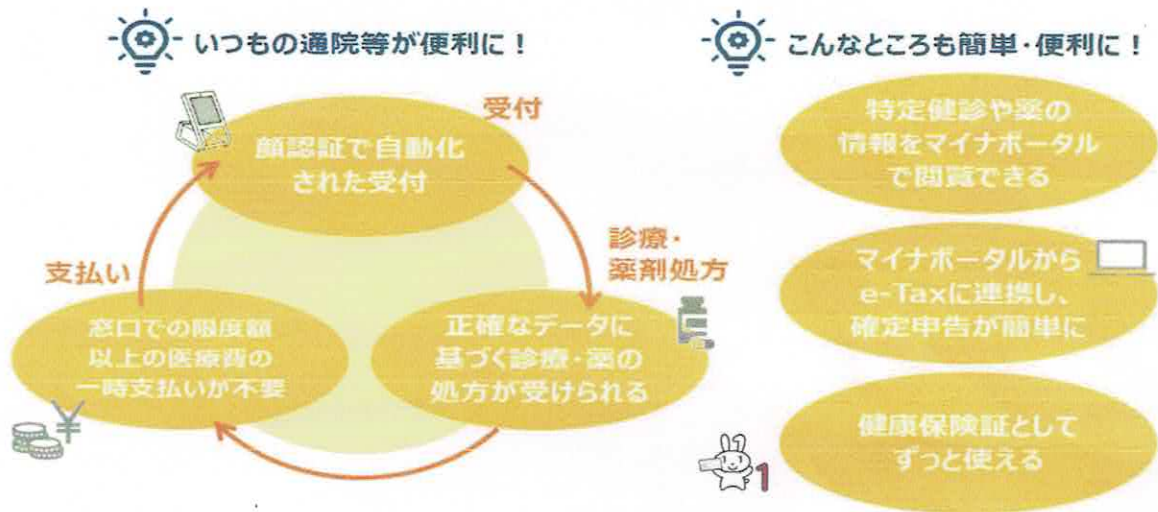 いつもの通院等が便利に！
受付
顔認証で自動化
された受付
診療・
薬剤処方
正確なデータに
基づく診療・薬の
処方が受けられる
支払い
窓口での限度額
以上の医療費の
一時支払いが不要
¥
こんなところも簡単・便利に！
特定健診や薬の
情報をマイナポータル
で閲覧できる
マイナポータルから
e-Taxに連携し、
確定申告が簡単に
健康保険証として
ずっと使える
1